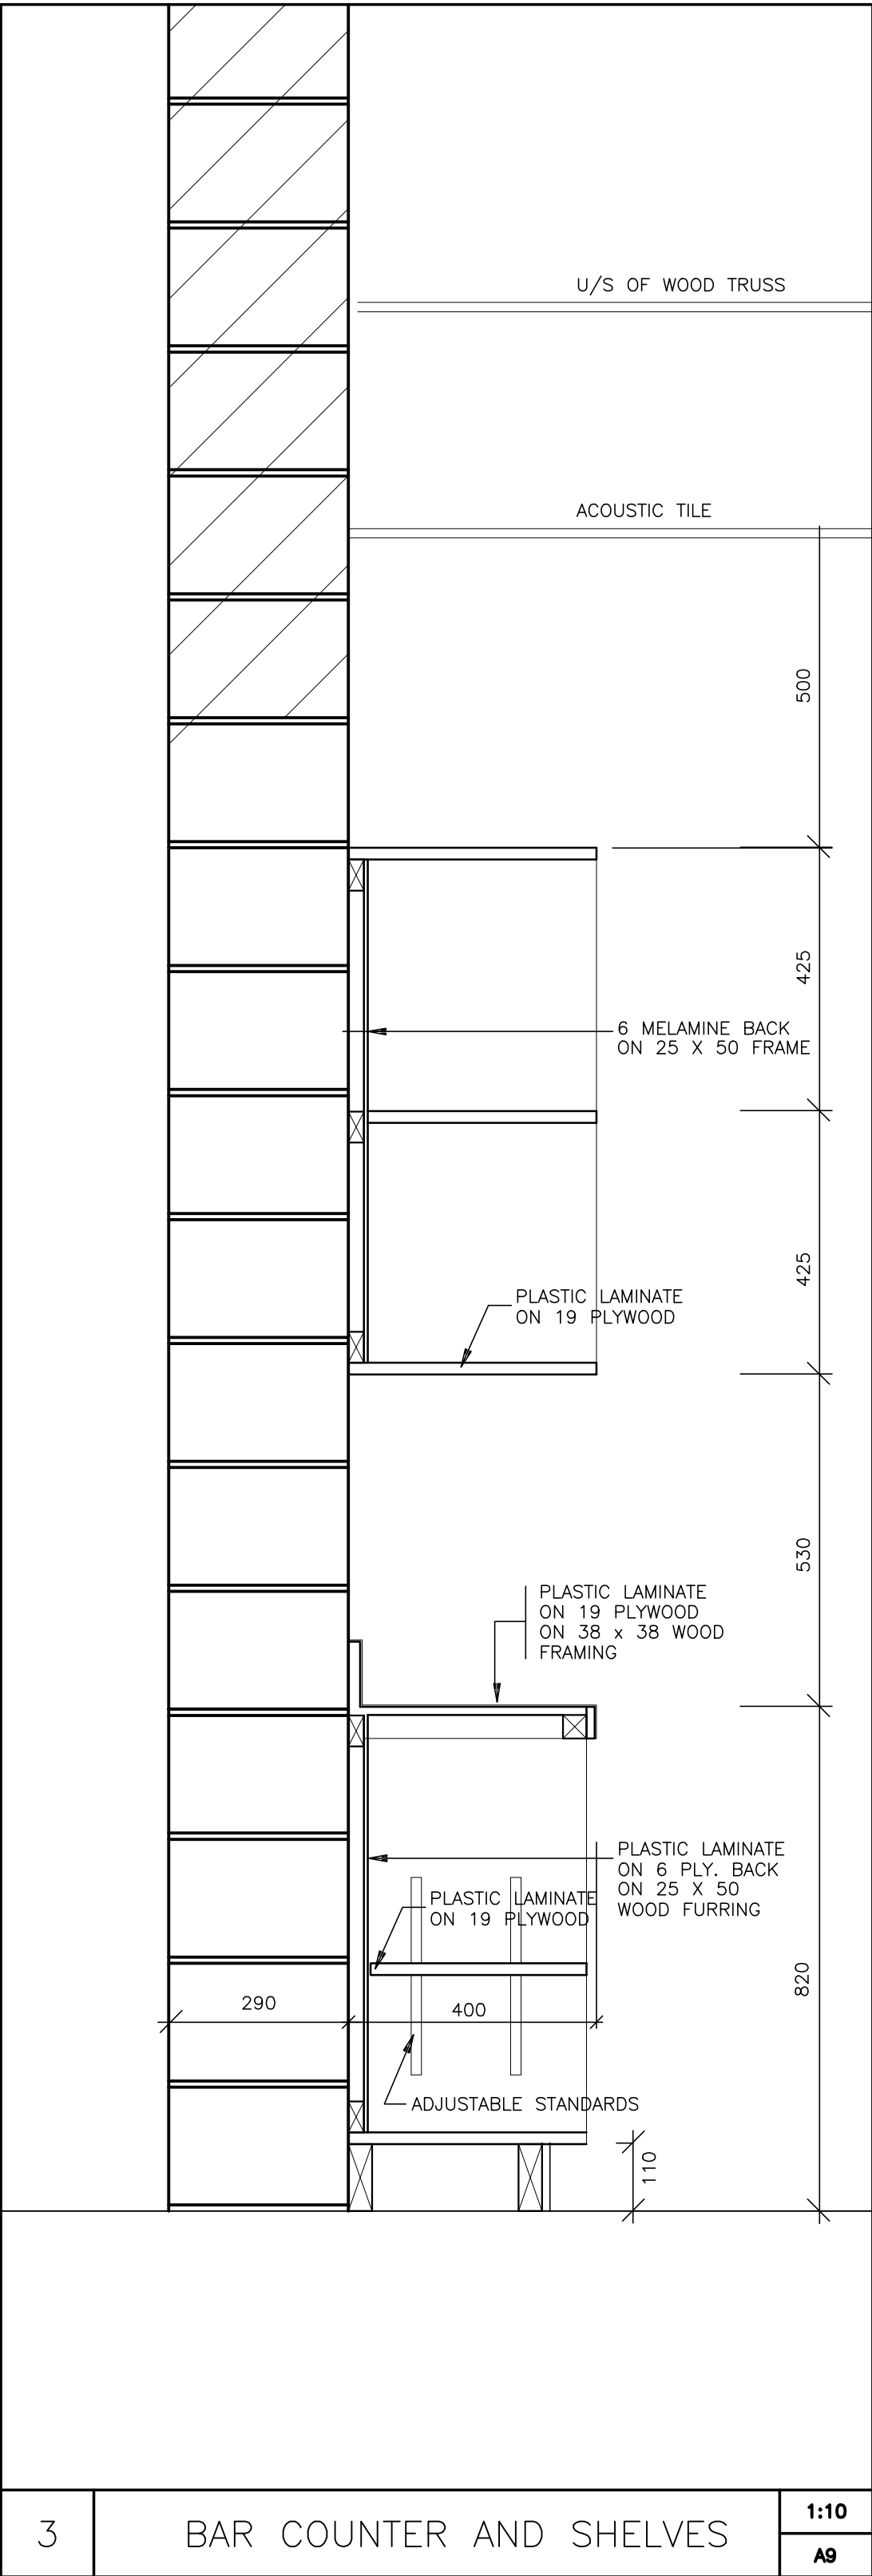 U/S OF WOOD TRUSS
ACOUSTIC TILE
500
425
6 MELAMINE BACK
ON 25 X 50 FRAME
425
PLASTIC LAMINATE
ON 19 PLYWOOD
530
PLASTIC LAMINATE
ON 19 PLYWOOD
ON 38 x 38 WOOD
FRAMING
PLASTIC LAMINATE
ON 6 PLY. BACK
ON 25 X 50
WOOD FURRING
PLASTIC LAMINATE
ON 19 PLYWOOD
820
290
400
ADJUSTABLE STANDARDS
110
3
BAR COUNTER AND SHELVES
1:10
A9